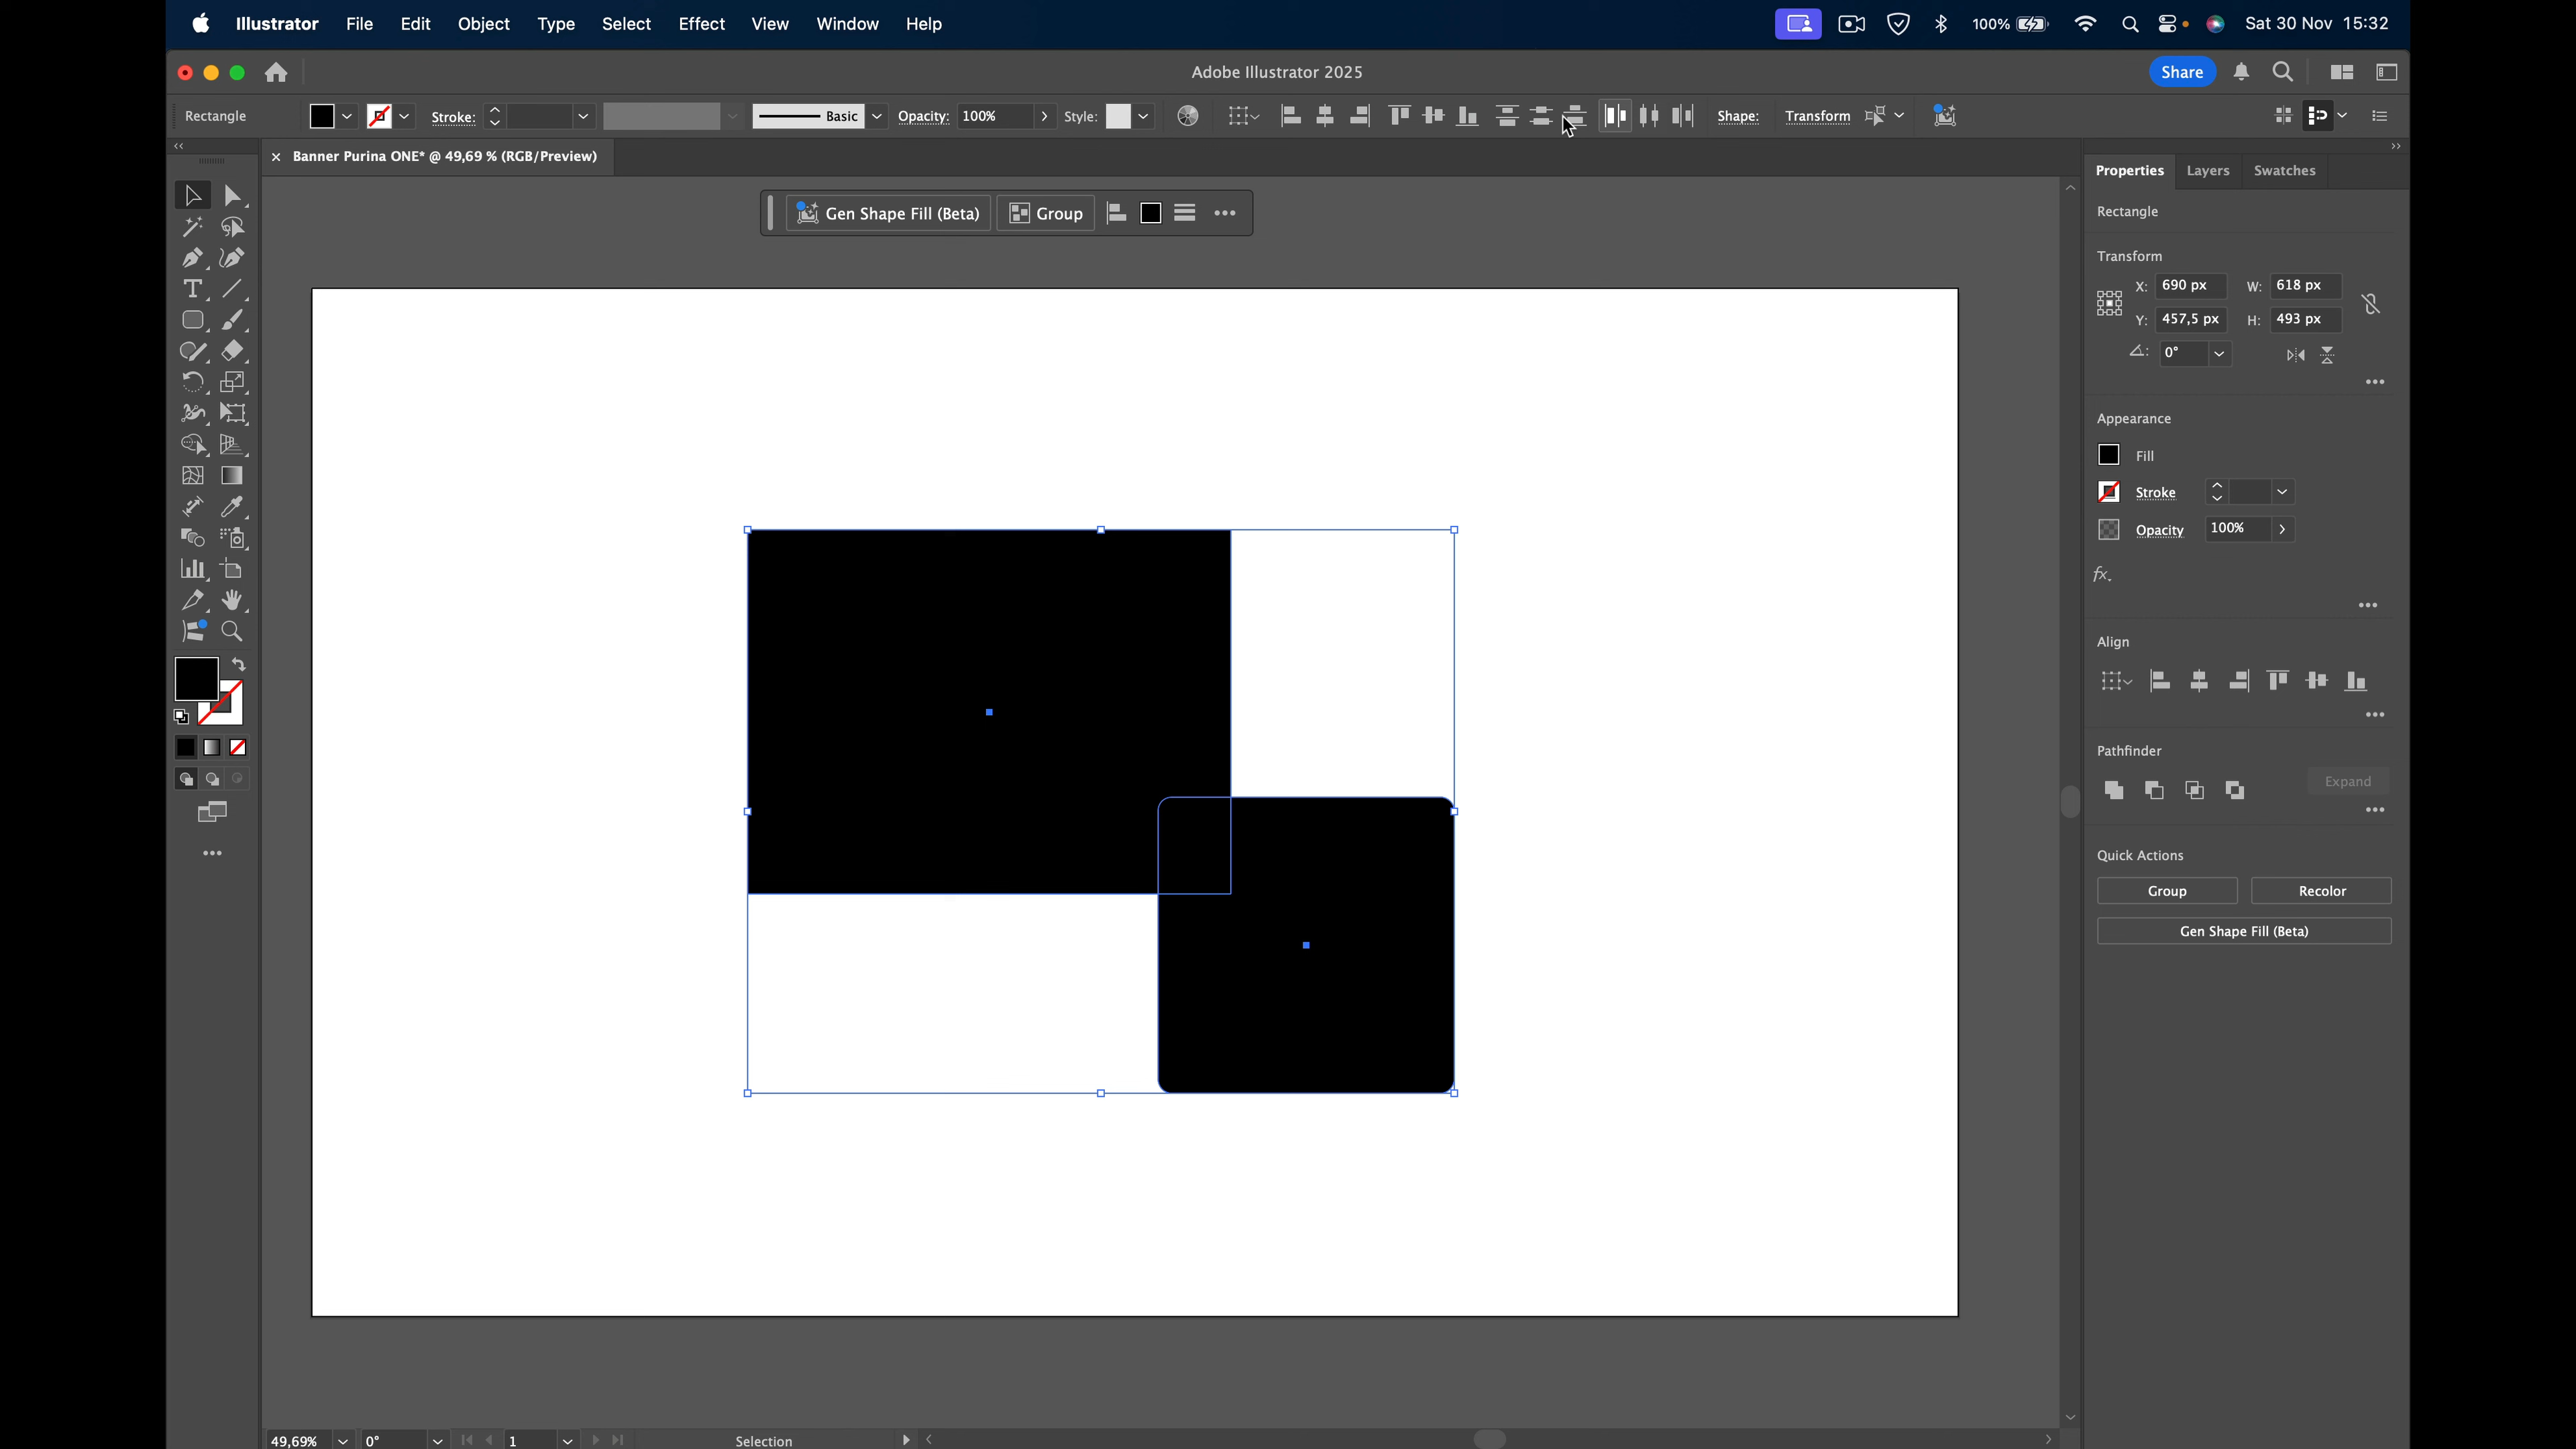 Illustrator File Edit Object Type Select Effect View Window Help 100% Sat 30 Nov 15:32
Adobe Illustrator 2025 Share
Rectangle Stroke: Basic Opacity: 100% Style: Shape: Transform
Banner Purina ONE* @ 49,69 % (RGB/Preview)
Gen Shape Fill (Beta) Group
Properties Layers Swatches
Rectangle
Transform
X: 690 px W: 618 px
Y: 457,5 px H: 493 px
0°
Appearance
Fill
Stroke
Opacity 100%
fx
Align
Pathfinder
Expand
Quick Actions
Group Recolor
Gen Shape Fill (Beta)
49,69% 0° 1 Selection